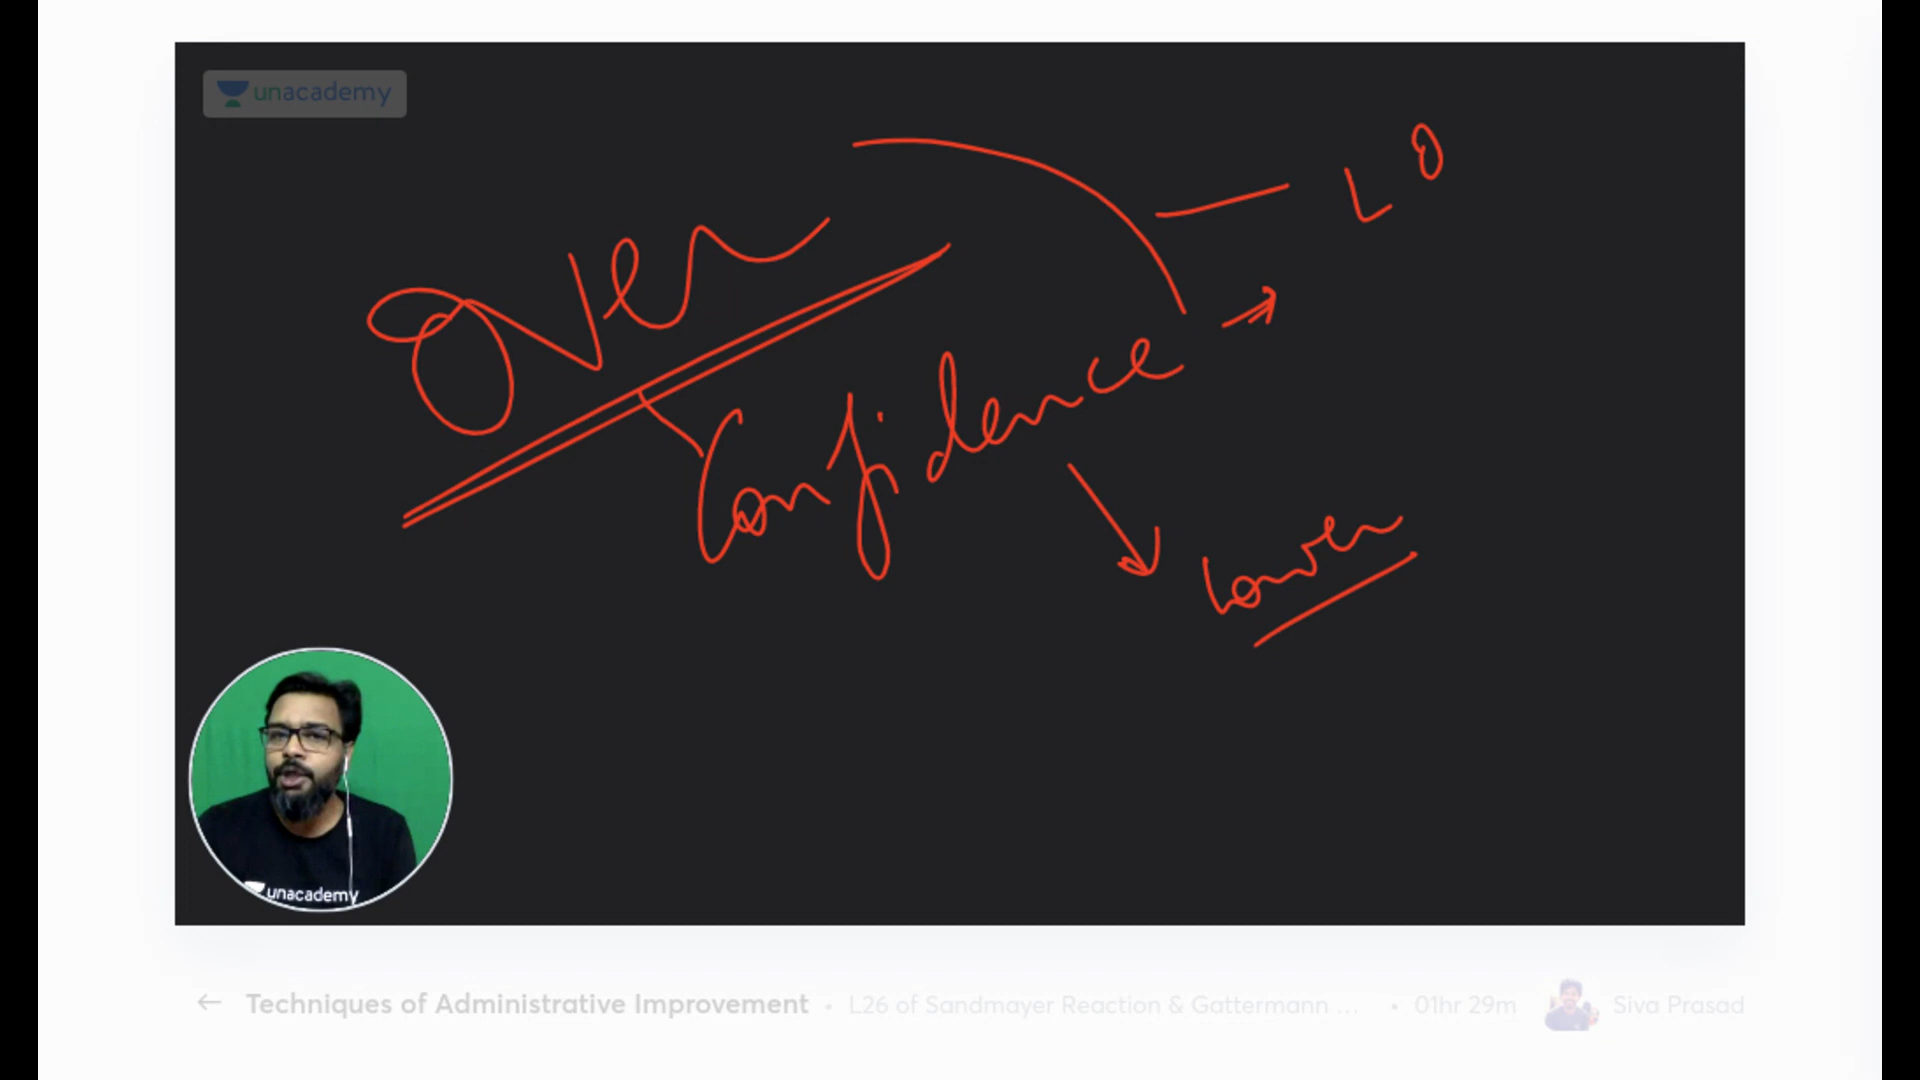 unacademy
Over
L O
Confidence
Lower
unacademy
Techniques of Administrative Improvement • L26 of Sandmayer Reaction & Gattermann ... • 01hr 29m Siva Prasad